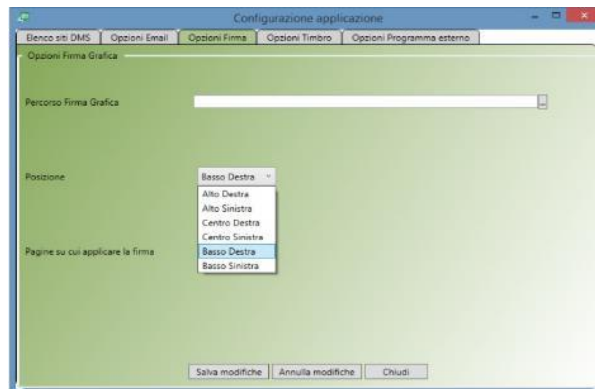 Configurazione applicazione
Elenco siti DMS Opzioni Email Opzioni Firma Opzioni Timbro Opzioni Programma esterno
Opzioni Firma Grafica
Percorso Firma Grafica ...
Posizione Basso Destra
Alto Destra
Alto Sinistra
Centro Destra
Centro Sinistra
Pagine su cui applicare la firma Basso Destra
Basso Sinistra
Salva modifiche Annulla modifiche Chiudi